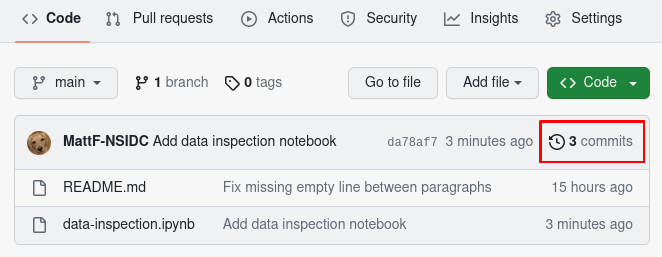 Code Pull requests Actions Security Insights Settings
main 1 branch 0 tags Go to file Add file Code
MattF-NSIDC Add data inspection notebook da78af7 3 minutes ago 3 commits
README.md Fix missing empty line between paragraphs 15 hours ago
data-inspection.ipynb Add data inspection notebook 3 minutes ago